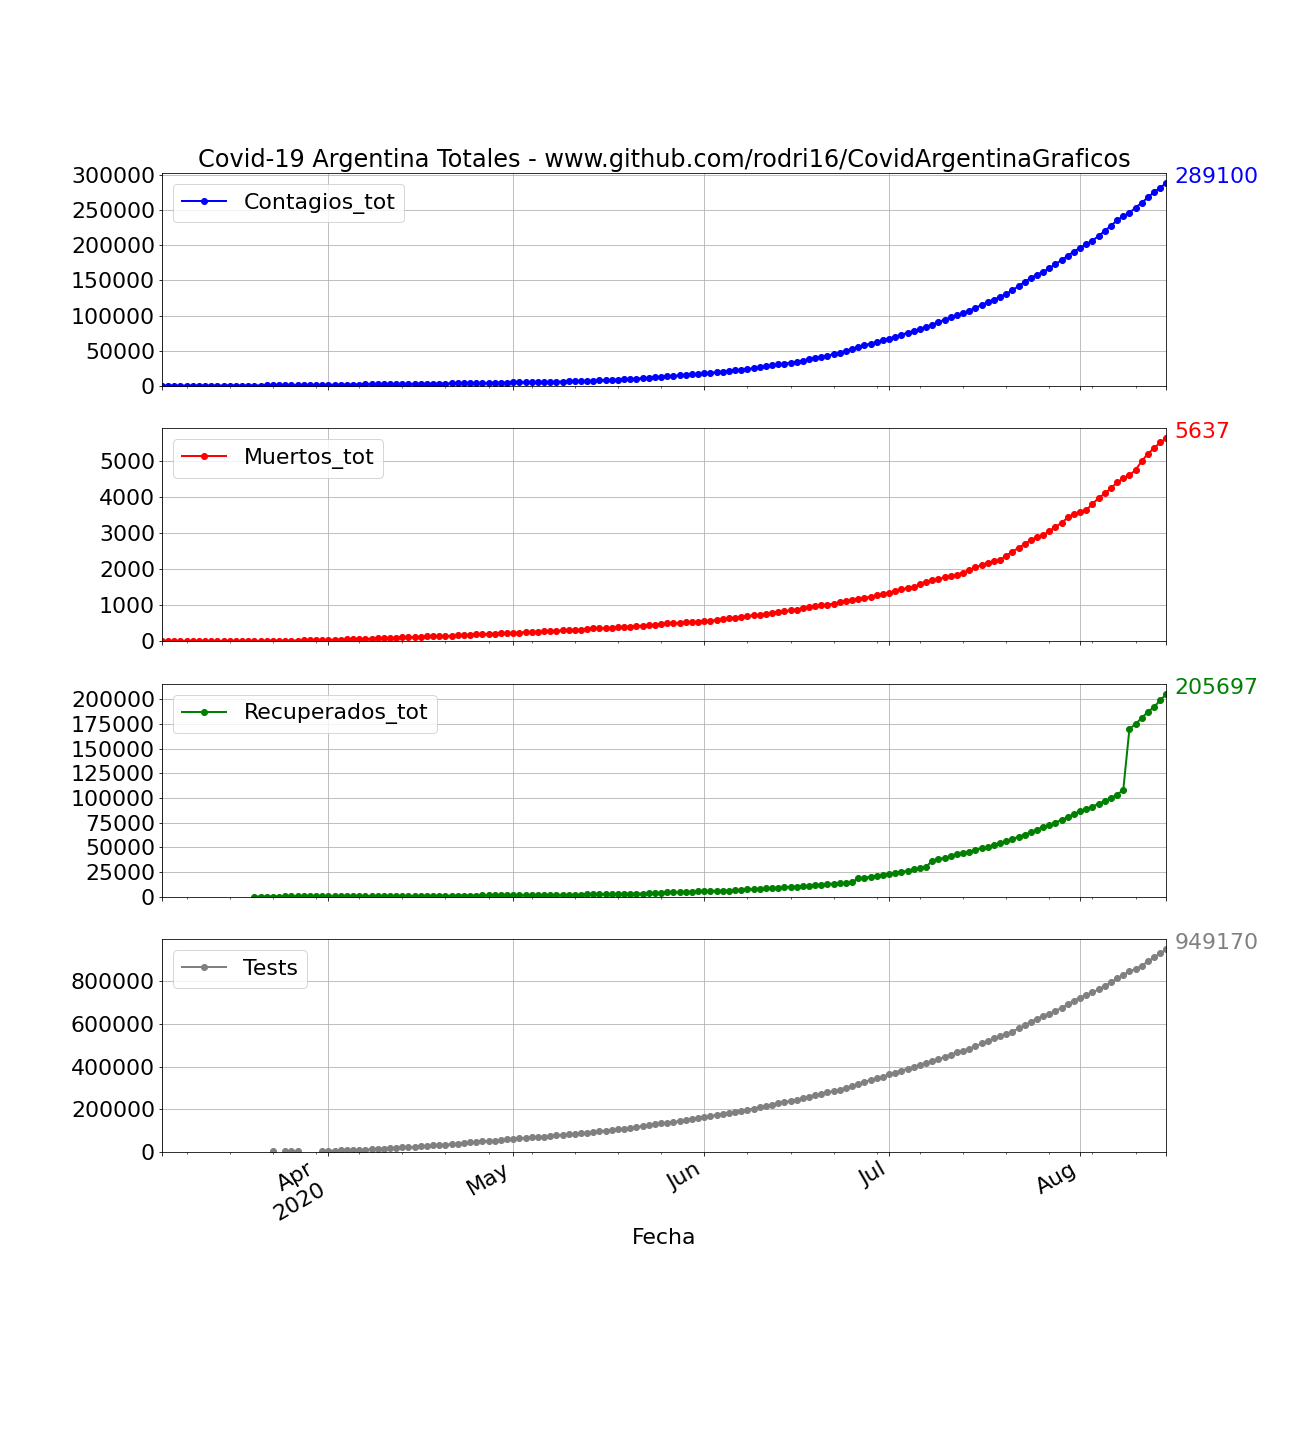 Covid-19 Argentina Totales - www.github.com/rodri16/CovidArgentinaGraficos
300000
250000
200000
150000
100000
50000
0
Contagios_tot
289100
5000
4000
3000
2000
1000
0
Muertos_tot
5637
200000
175000
150000
125000
100000
75000
50000
25000
0
Recuperados_tot
205697
800000
600000
400000
200000
0
Tests
949170
Apr
2020
May
Jun
Jul
Aug
Fecha